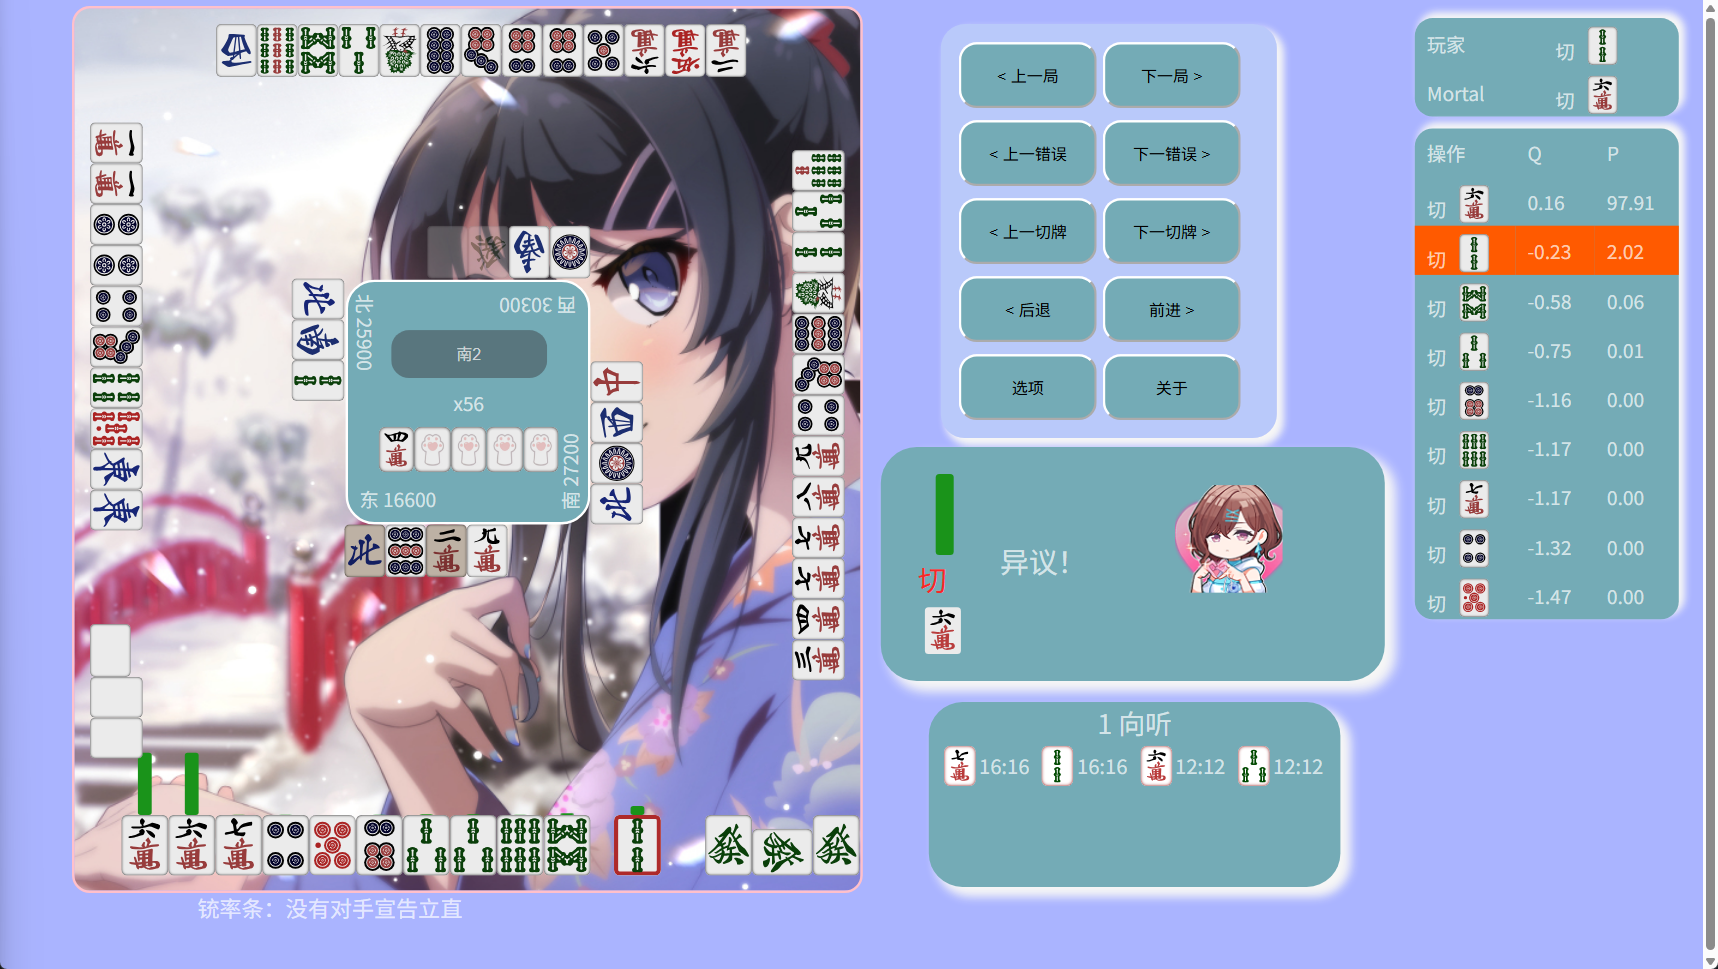 < 上一局
下一局 >
< 上一错误
下一错误 >
< 上一切牌
下一切牌 >
< 后退
前进 >
选项
关于
玩家 切
Mortal 切
操作 Q P
切 0.16 97.91
切 -0.23 2.02
切 -0.58 0.06
切 -0.75 0.01
切 -1.16 0.00
切 -1.17 0.00
切 -1.17 0.00
切 -1.32 0.00
切 -1.47 0.00
西 30300
北 25900
南2
x56
南 27200
东 16600
切
异议！
1 向听
16:16 16:16 12:12 12:12
铳率条：没有对手宣告立直